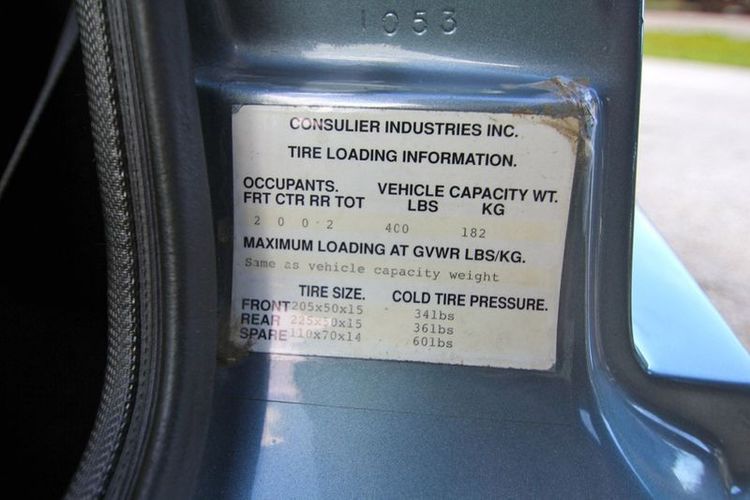 1053
CONSULIER INDUSTRIES INC.
TIRE LOADING INFORMATION.
OCCUPANTS. VEHICLE CAPACITY WT.
FRT CTR RR TOT LBS KG
2 0 0 2 400 182
MAXIMUM LOADING AT GVWR LBS/KG.
Same as vehicle capacity weight
TIRE SIZE. COLD TIRE PRESSURE.
FRONT 205x50x15 34lbs
REAR 225x50x15 36lbs
SPARE 110x70x14 60lbs